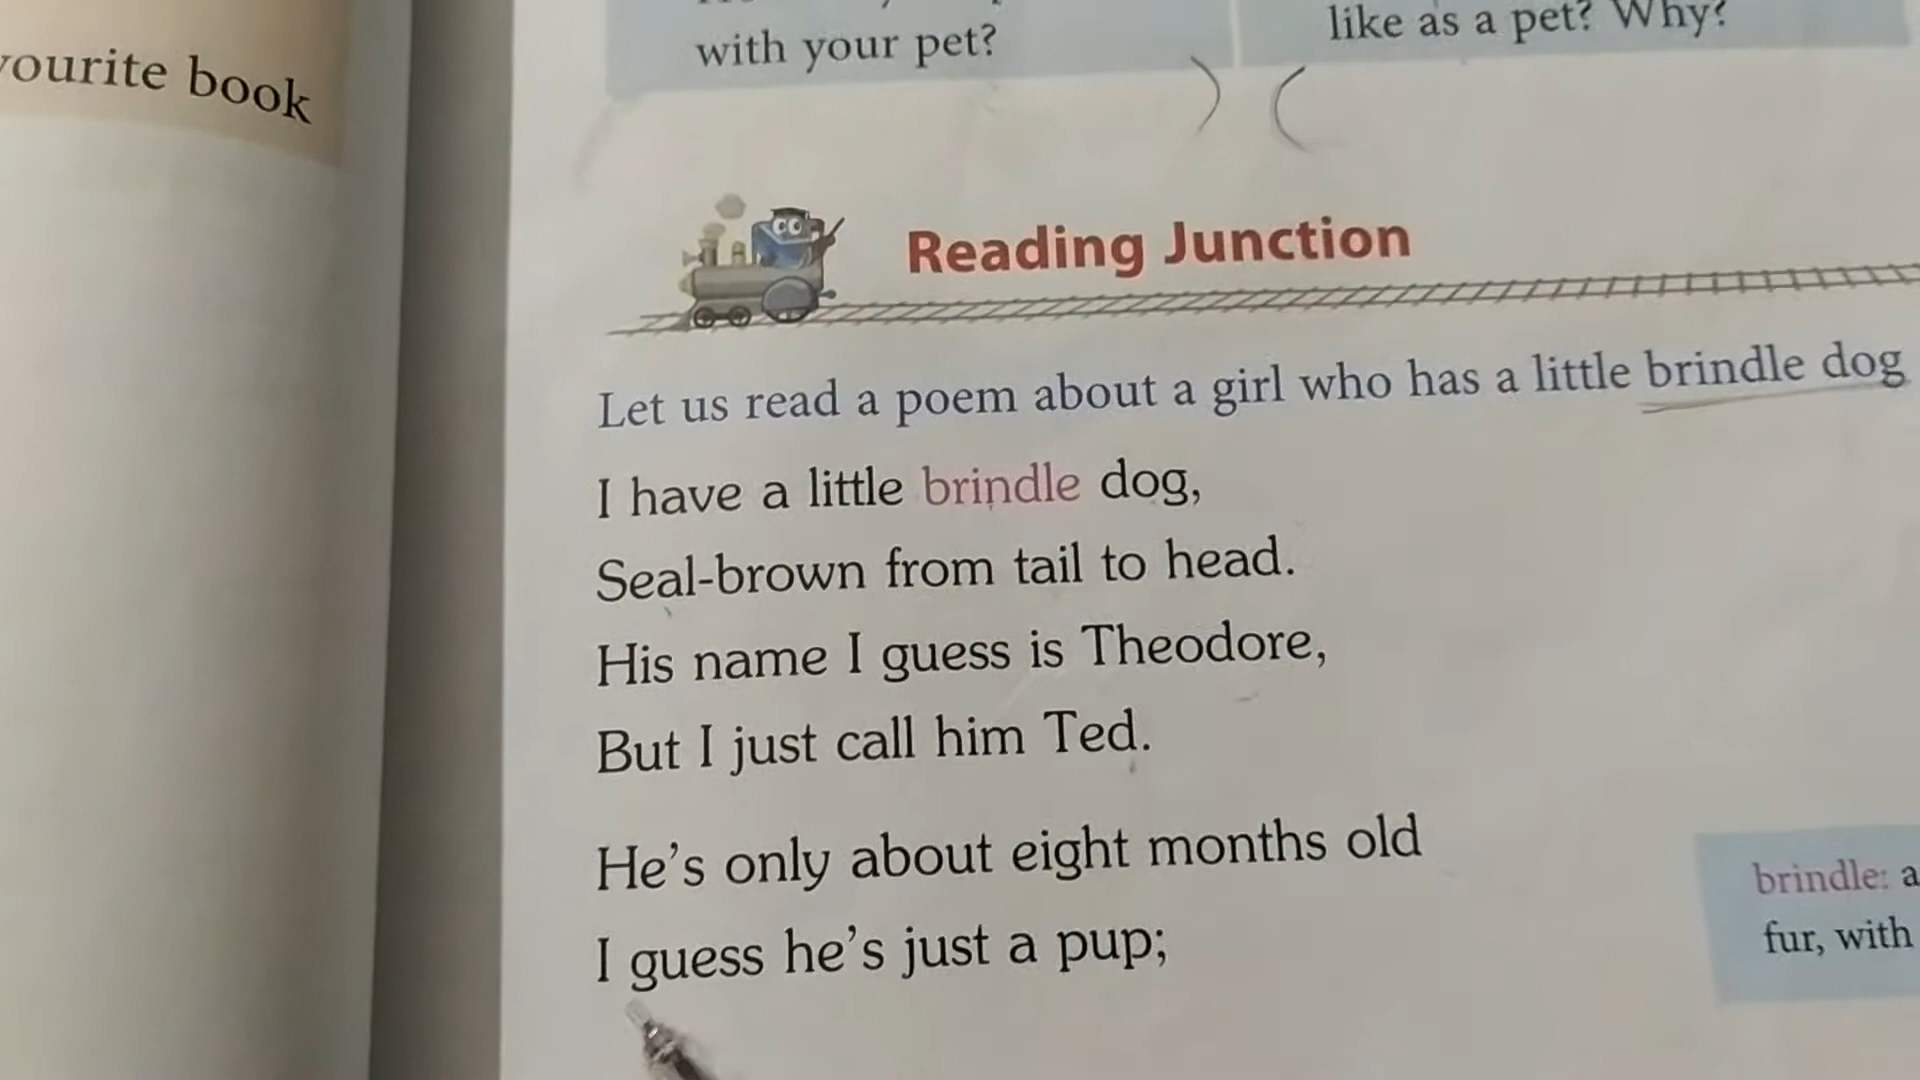 vourite book
with your pet?
like as a pet? Why?
Reading Junction
Let us read a poem about a girl who has a little brindle dog
I have a little brindle dog,
Seal-brown from tail to head.
His name I guess is Theodore,
But I just call him Ted.
He's only about eight months old
I guess he's just a pup;
brindle: a
fur, with